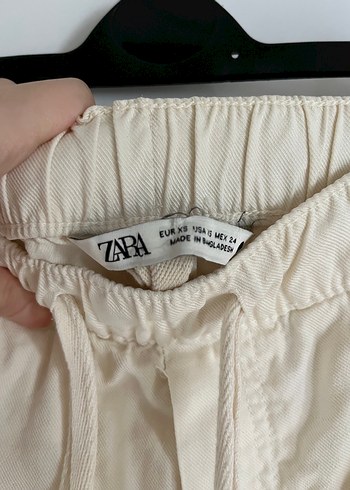 ZARA
EUR XS USA XS MEX 24
MADE IN BANGLADESH